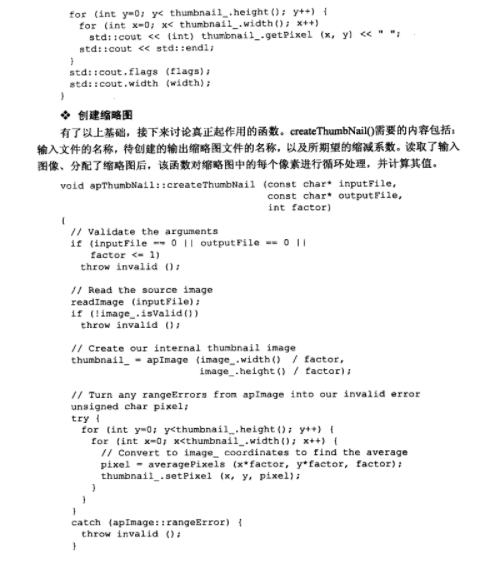 for (int y=0; y< thumbnail_.height(); y++) {
for (int x=0; x< thumbnail_.width(); x++)
std::cout << (int) thumbnail_.getPixel (x, y) << " ";
std::cout << std::endl;
}
std::cout.flags (flags);
std::cout.width (width);
}
❖ 创建缩略图
有了以上基础，接下来讨论真正起作用的函数。createThumbNail()需要的内容包括：
输入文件的名称，待创建的输出缩略图文件的名称，以及所期望的缩减系数。读取了输入
图像、分配了缩略图后，该函数对缩略图中的每个像素进行循环处理，并计算其值。
void apThumbNail::createThumbNail (const char* inputFile,
const char* outputFile,
int factor)
{
// Validate the arguments
if (inputFile == 0 || outputFile == 0 ||
factor <= 1)
throw invalid ();
// Read the source image
readImage (inputFile);
if (!image_.isValid())
throw invalid ();
// Create our internal thumbnail image
thumbnail_ = apImage (image_.width() / factor,
image_.height() / factor);
// Turn any rangeErrors from apImage into our invalid error
unsigned char pixel;
try {
for (int y=0; y<thumbnail_.height(); y++) {
for (int x=0; x<thumbnail_.width(); x++) {
// Convert to image_ coordinates to find the average
pixel = averagePixels (x*factor, y*factor, factor);
thumbnail_.setPixel (x, y, pixel);
}
}
}
catch (apImage::rangeError) {
throw invalid ();
}